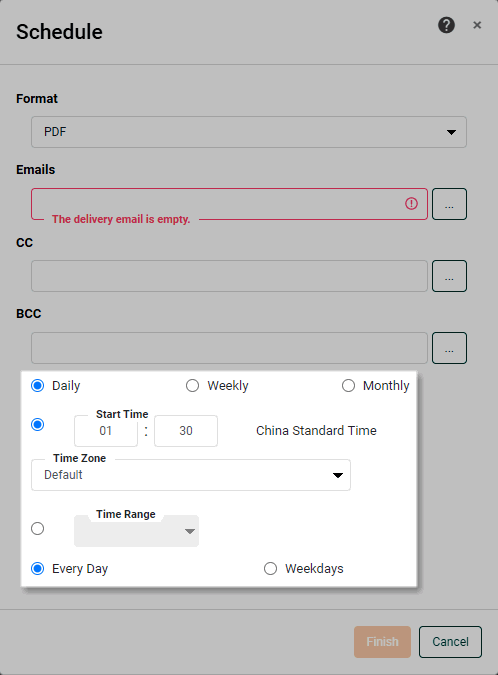 Schedule
Format
PDF
Emails
...
The delivery email is empty.
CC
...
BCC
...
Daily Weekly Monthly
Start Time
01 : 30 China Standard Time
Time Zone
Default
Time Range
Every Day Weekdays
Finish Cancel